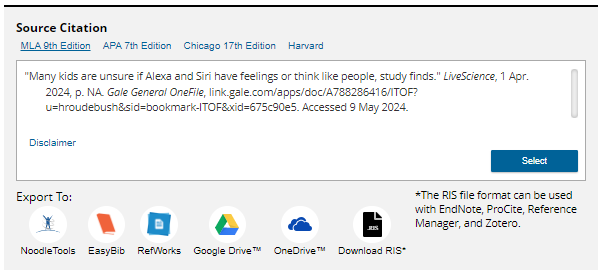 Source Citation
MLA 9th Edition APA 7th Edition Chicago 17th Edition Harvard
"Many kids are unsure if Alexa and Siri have feelings or think like people, study finds." LiveScience, 1 Apr.
2024, p. NA. Gale General OneFile, link.gale.com/apps/doc/A788286416/ITOF?
u=hroudebush&sid=bookmark-ITOF&xid=675c90e5. Accessed 9 May 2024.
Disclaimer
Select
Export To:
NoodleTools EasyBib RefWorks Google Drive™ OneDrive™ Download RIS*
.RIS
*The RIS file format can be used
with EndNote, ProCite, Reference
Manager, and Zotero.